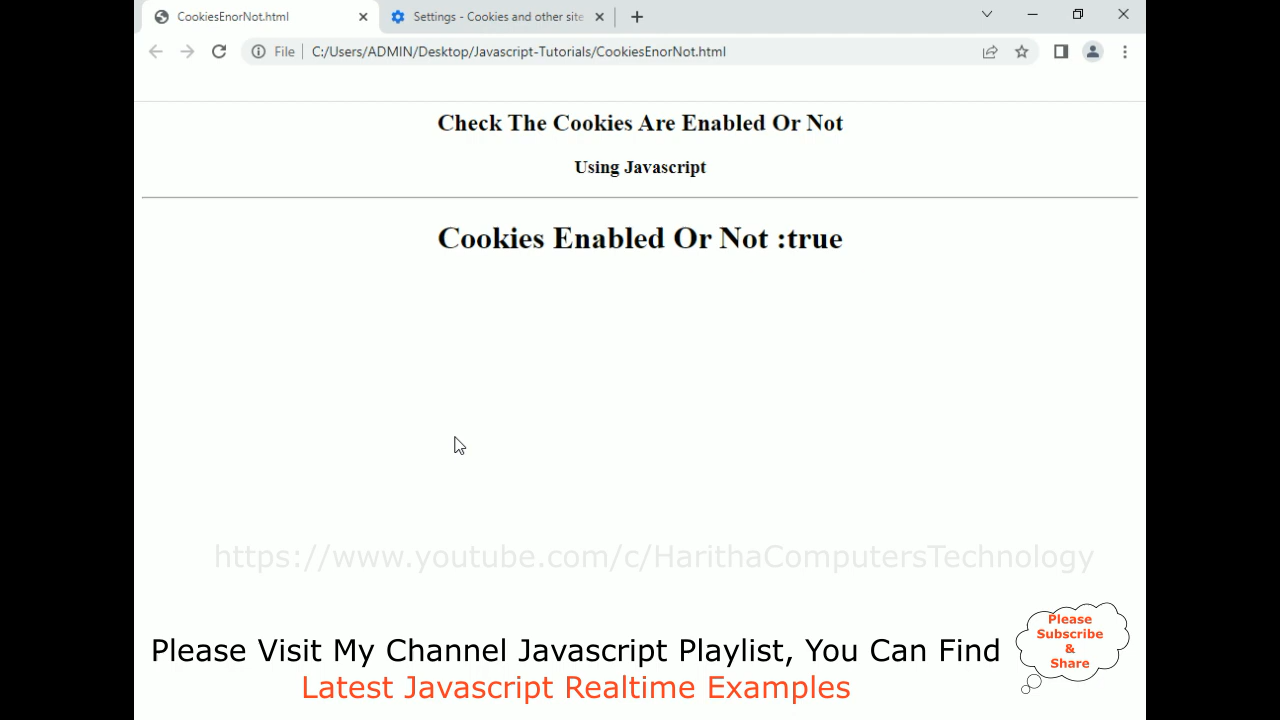 CookiesEnorNot.html
Settings - Cookies and other site
File
C:/Users/ADMIN/Desktop/Javascript-Tutorials/CookiesEnorNot.html
Check The Cookies Are Enabled Or Not
Using Javascript
Cookies Enabled Or Not :true
https://www.youtube.com/c/HarithaComputersTechnology
Please Visit My Channel Javascript Playlist, You Can Find
Latest Javascript Realtime Examples
Please
Subscribe
&
Share